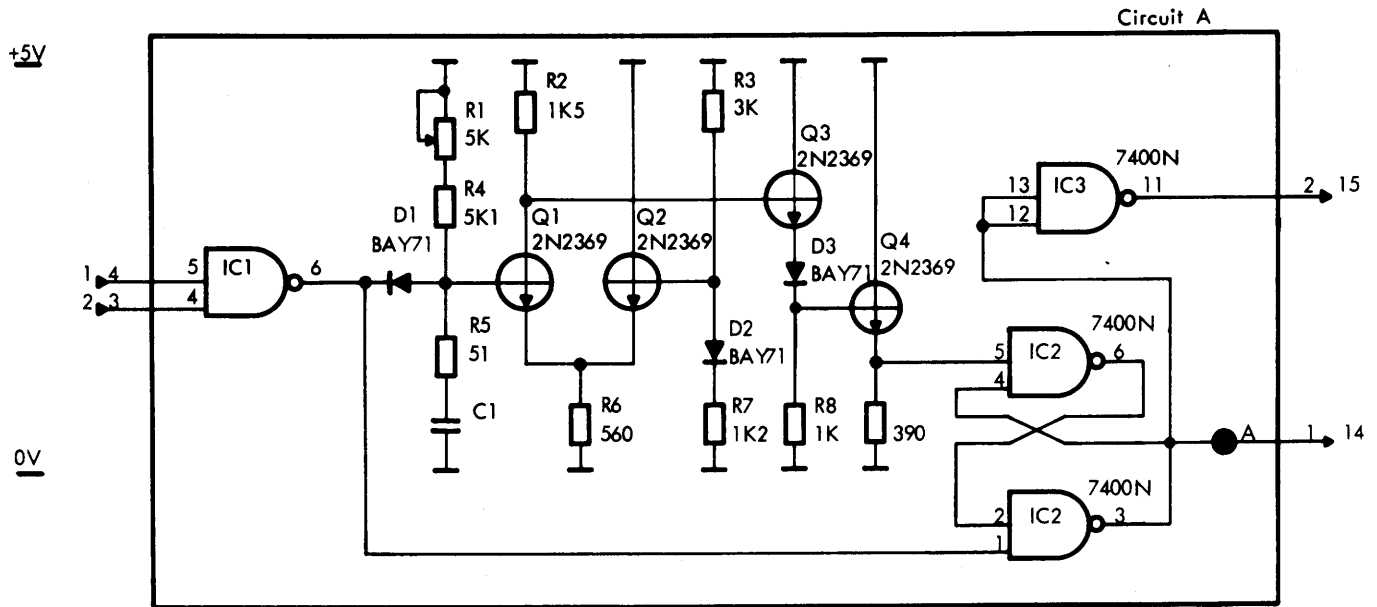 Circuit A
+5V
R1
5K
R2
1K5
R3
3K
Q3
2N2369
7400N
R4
5K1
13
12
IC3
11
2
15
D1
BAY71
Q1
2N2369
Q2
2N2369
D3
BAY71
Q4
2N2369
1
4
2
3
5
4
IC1
6
R5
51
D2
BAY71
7400N
5
4
IC2
6
C1
R6
560
R7
1K2
R8
1K
390
A
1
14
0V
7400N
2
1
IC2
3